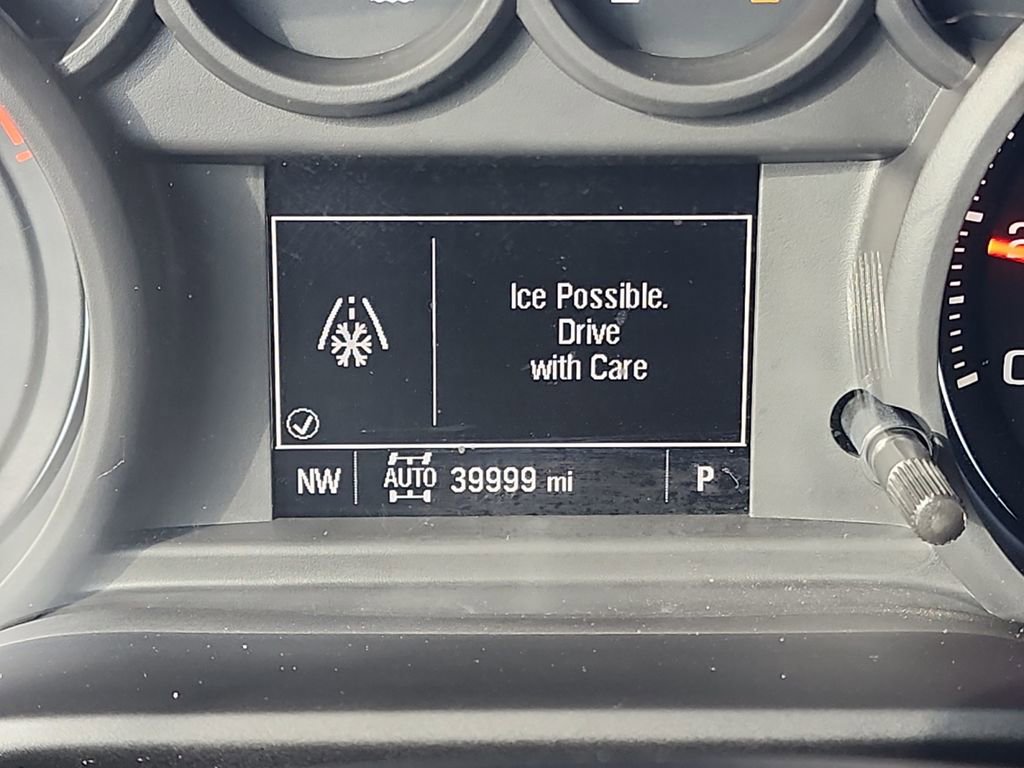 Ice Possible.
Drive
with Care
NW AUTO 39999 mi P